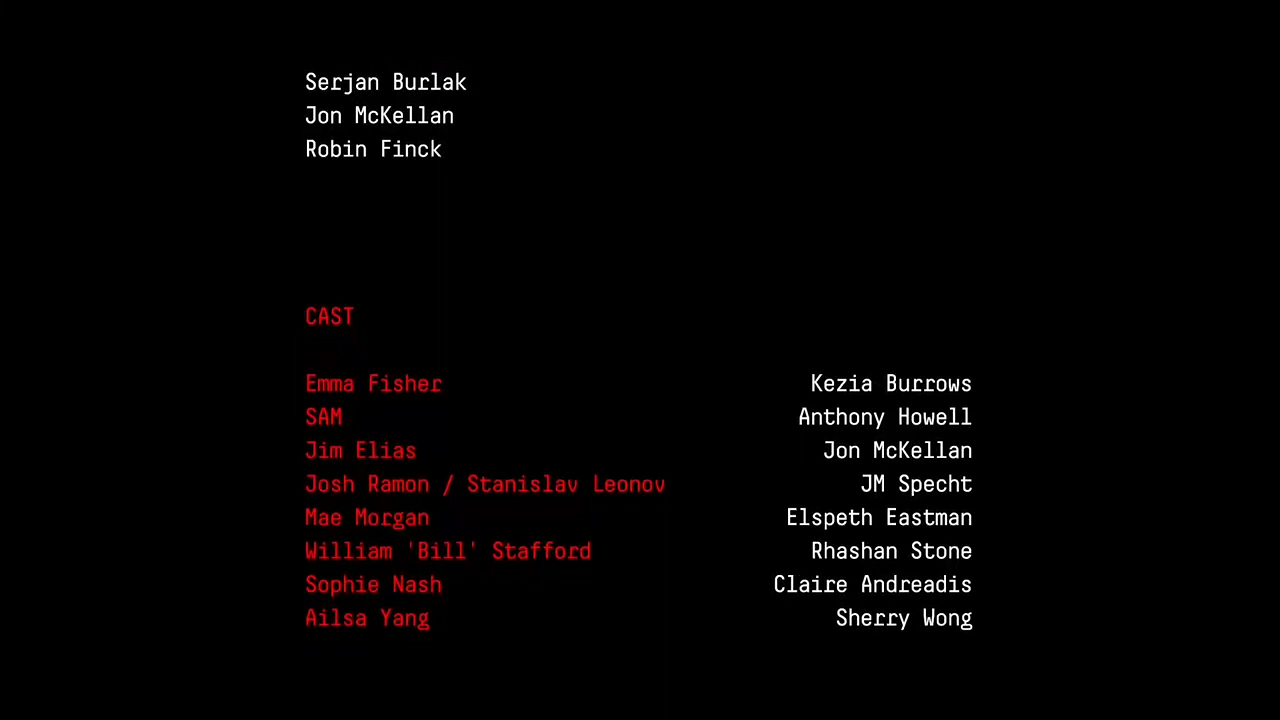 Serjan Burlak
Jon McKellan
Robin Finck
CAST
Emma Fisher Kezia Burrows
SAM Anthony Howell
Jim Elias Jon McKellan
Josh Ramon / Stanislav Leonov JM Specht
Mae Morgan Elspeth Eastman
William 'Bill' Stafford Rhashan Stone
Sophie Nash Claire Andreadis
Ailsa Yang Sherry Wong